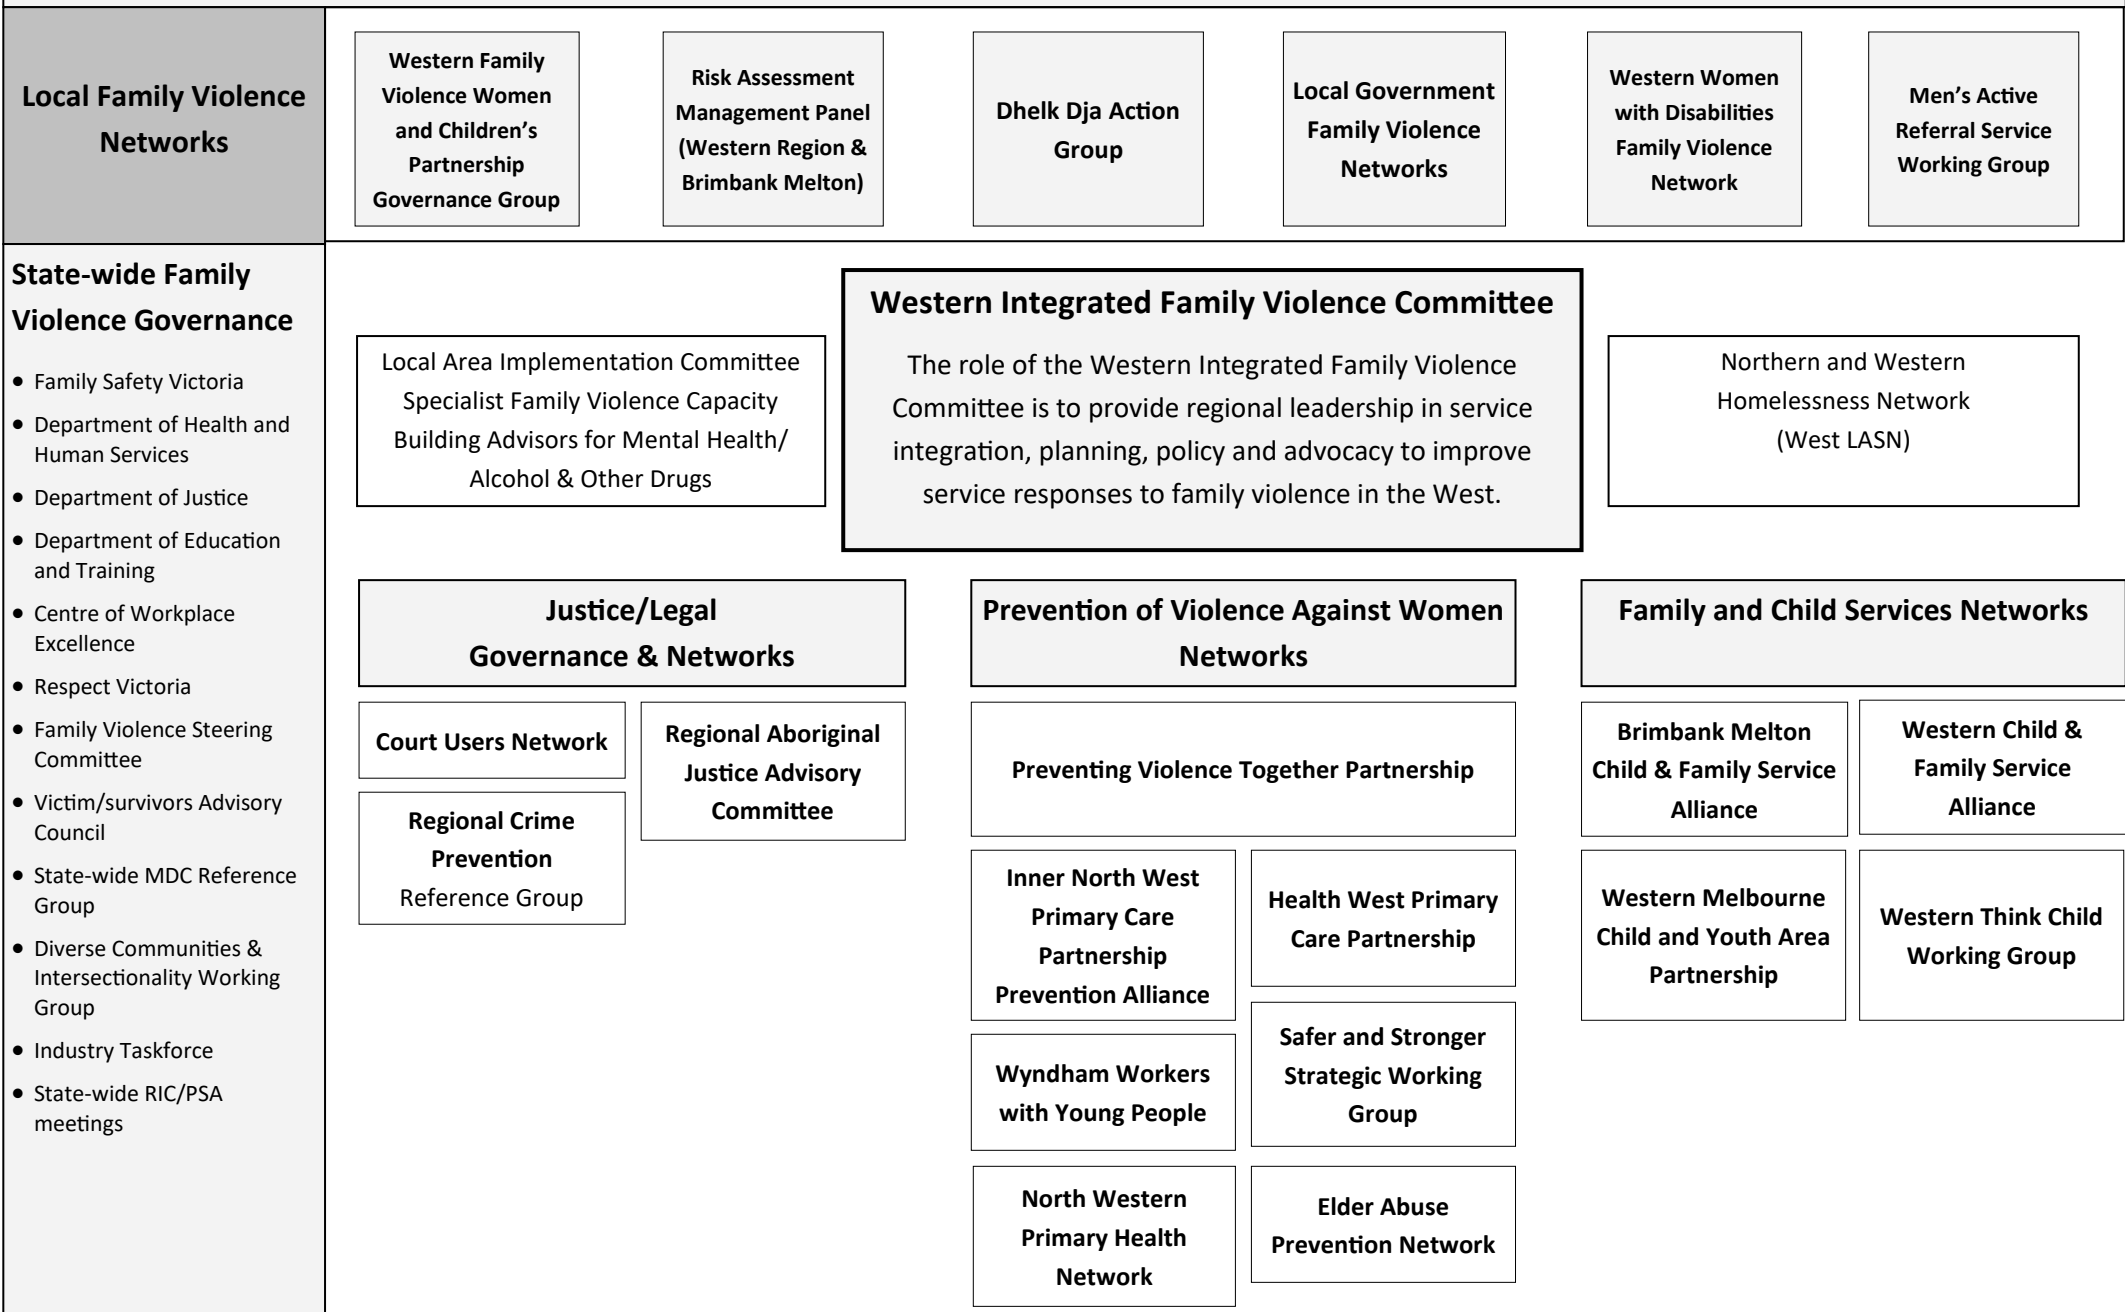 Local Family Violence
Networks
Western Family
Violence Women
and Children’s
Partnership
Governance Group
Risk Assessment
Management Panel
(Western Region &
Brimbank Melton)
Dhelk Dja Action
Group
Local Government
Family Violence
Networks
Western Women
with Disabilities
Family Violence
Network
Men’s Active
Referral Service
Working Group
State-wide Family
Violence Governance
• Family Safety Victoria
• Department of Health and
Human Services
• Department of Justice
• Department of Education
and Training
• Centre of Workplace
Excellence
• Respect Victoria
• Family Violence Steering
Committee
• Victim/survivors Advisory
Council
• State-wide MDC Reference
Group
• Diverse Communities &
Intersectionality Working
Group
• Industry Taskforce
• State-wide RIC/PSA
meetings
Local Area Implementation Committee
Specialist Family Violence Capacity
Building Advisors for Mental Health/
Alcohol & Other Drugs
Western Integrated Family Violence Committee
The role of the Western Integrated Family Violence
Committee is to provide regional leadership in service
integration, planning, policy and advocacy to improve
service responses to family violence in the West.
Northern and Western
Homelessness Network
(West LASN)
Justice/Legal
Governance & Networks
Court Users Network
Regional Aboriginal
Justice Advisory
Committee
Regional Crime
Prevention
Reference Group
Prevention of Violence Against Women
Networks
Preventing Violence Together Partnership
Inner North West
Primary Care
Partnership
Prevention Alliance
Health West Primary
Care Partnership
Wyndham Workers
with Young People
Safer and Stronger
Strategic Working
Group
North Western
Primary Health
Network
Elder Abuse
Prevention Network
Family and Child Services Networks
Brimbank Melton
Child & Family Service
Alliance
Western Child &
Family Service
Alliance
Western Melbourne
Child and Youth Area
Partnership
Western Think Child
Working Group